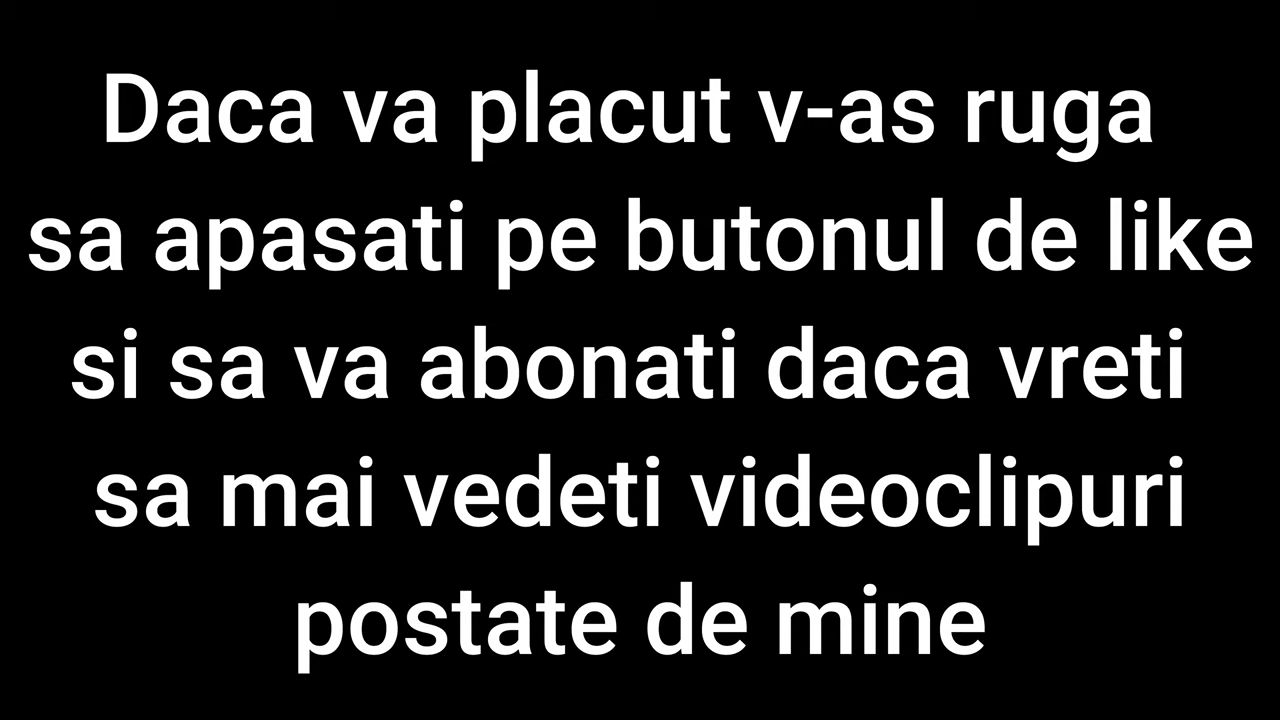 Daca va placut v-as ruga
sa apasati pe butonul de like
si sa va abonati daca vreti
sa mai vedeti videoclipuri
postate de mine